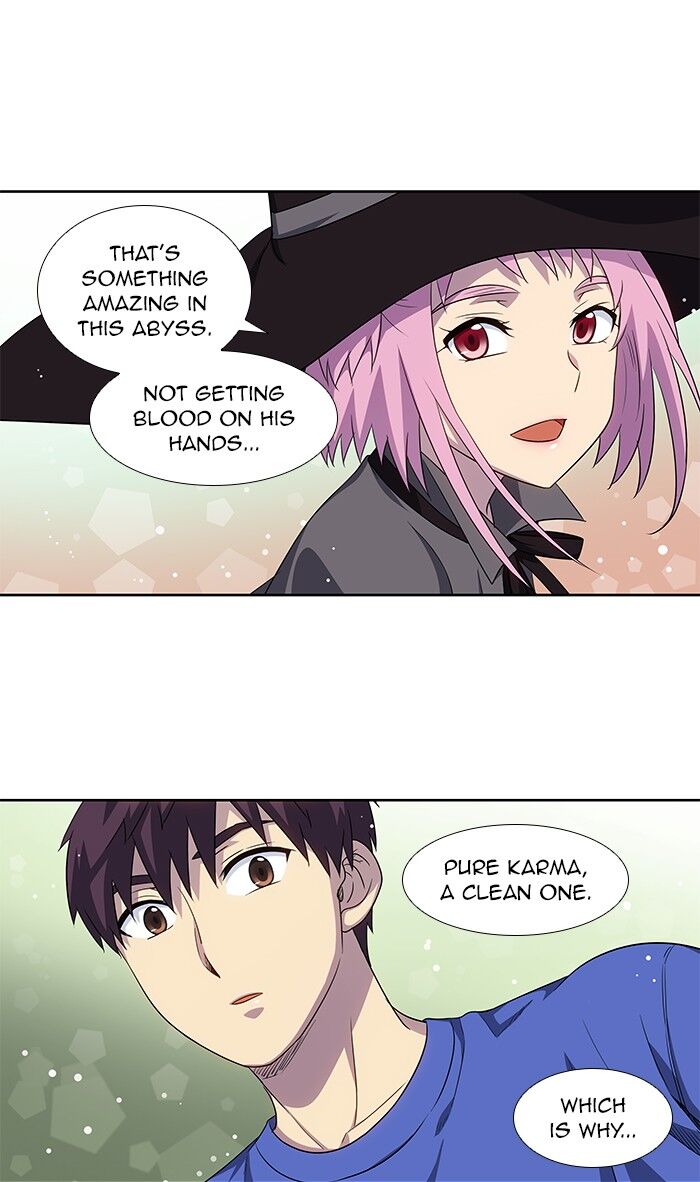 THAT'S
SOMETHING
AMAZING IN
THIS ABYSS.
NOT GETTING
BLOOD ON HIS
HANDS...
PURE KARMA,
A CLEAN ONE.
WHICH
IS WHY...